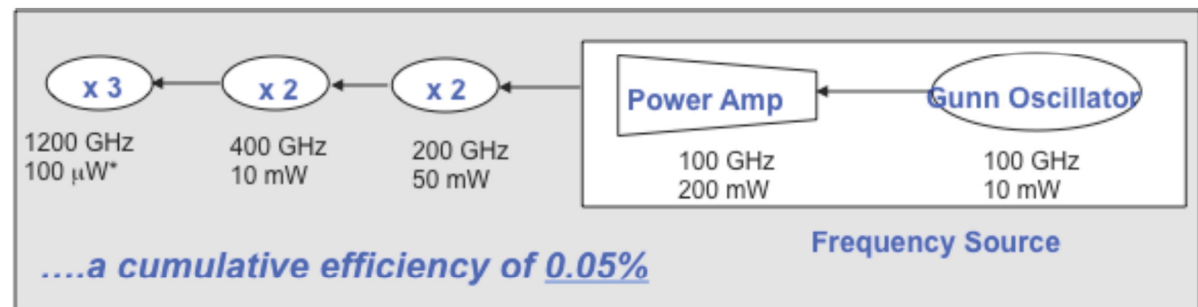 x 3
x 2
x 2
Power Amp
Gunn Oscillator
1200 GHz
100 μW*
400 GHz
10 mW
200 GHz
50 mW
100 GHz
200 mW
100 GHz
10 mW
Frequency Source
....a cumulative efficiency of 0.05%